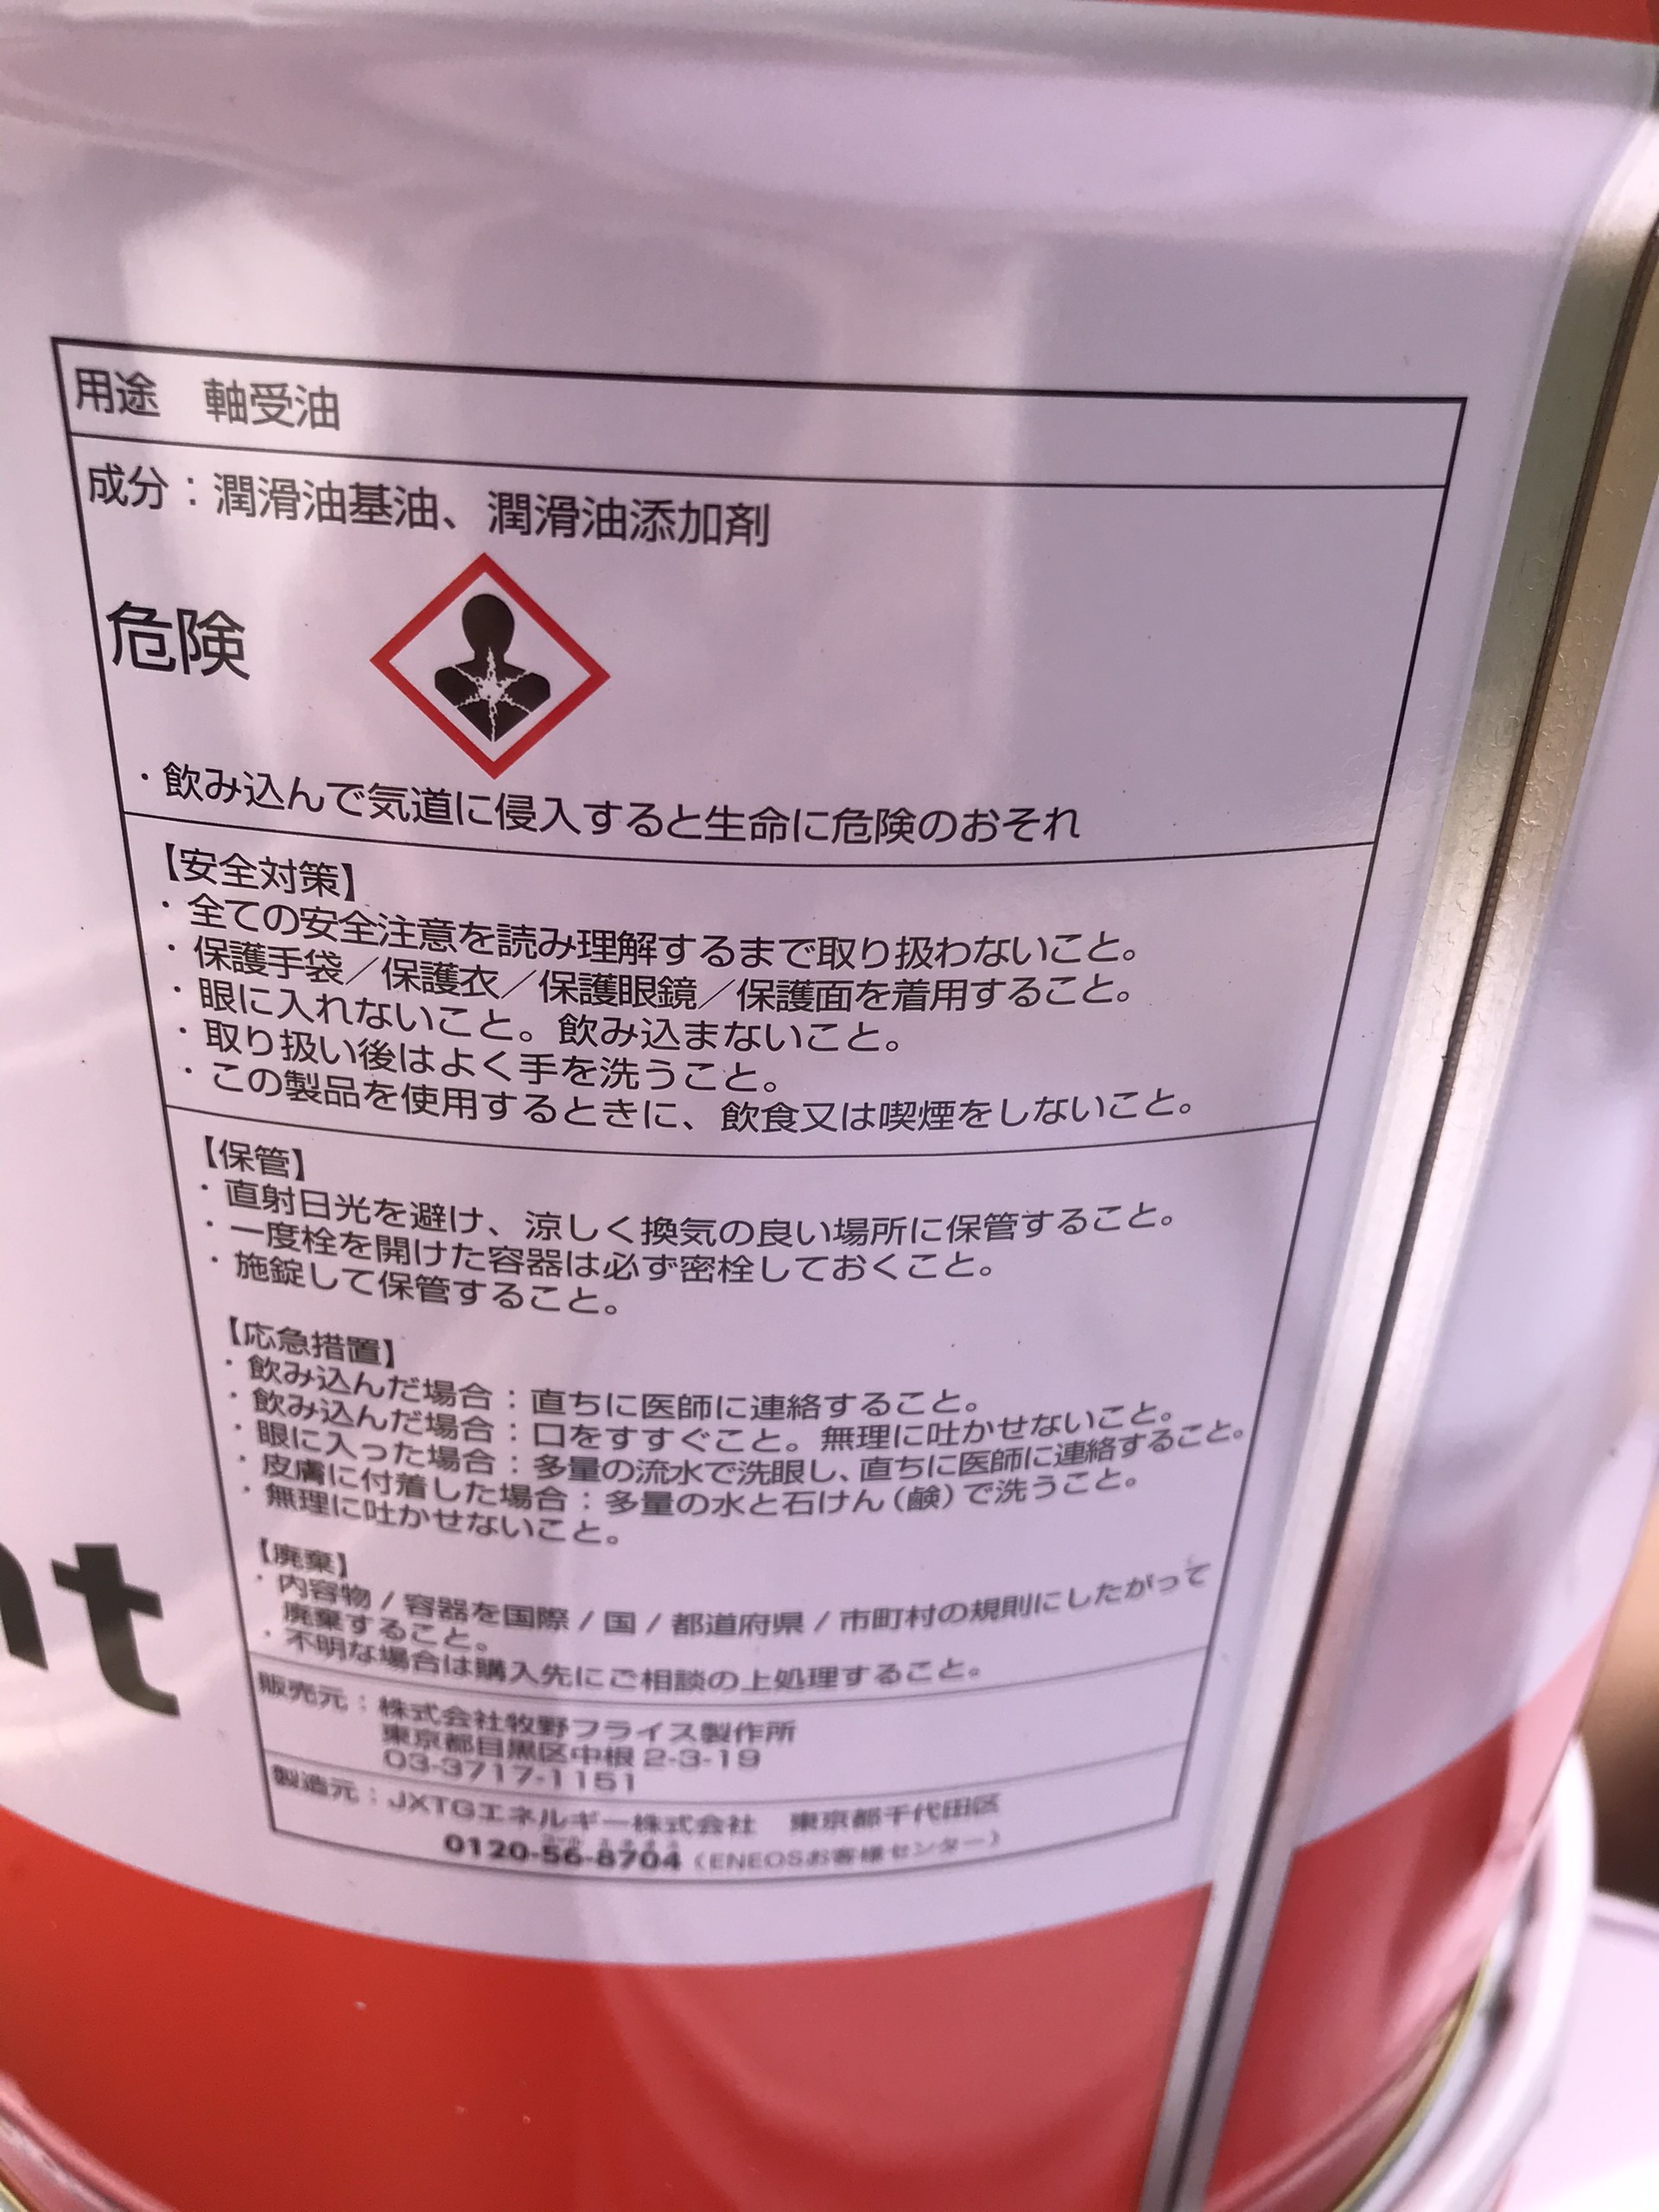 用途　軸受油
成分：潤滑油基油、潤滑油添加剤
危険
・飲み込んで気道に侵入すると生命に危険のおそれ
【安全対策】
・全ての安全注意を読み理解するまで取り扱わないこと。
・保護手袋／保護衣／保護眼鏡／保護面を着用すること。
・眼に入れないこと。飲み込まないこと。
・取り扱い後はよく手を洗うこと。
・この製品を使用するときに、飲食又は喫煙をしないこと。
【保管】
・直射日光を避け、涼しく換気の良い場所に保管すること。
・一度栓を開けた容器は必ず密栓しておくこと。
・施錠して保管すること。
【応急措置】
・飲み込んだ場合：直ちに医師に連絡すること。
・飲み込んだ場合：口をすすぐこと。無理に吐かせないこと。
・眼に入った場合：多量の流水で洗眼し、直ちに医師に連絡すること。
・皮膚に付着した場合：多量の水と石けん（鹸）で洗うこと。
・無理に吐かせないこと。
【廃棄】
・内容物 / 容器を国際 / 国 / 都道府県 / 市町村の規則にしたがって
廃棄すること。
・不明な場合は購入先にご相談の上処理すること。
販売元：株式会社牧野フライス製作所
東京都目黒区中根 2-3-19
03-3717-1151
製造元：JXTGエネルギー株式会社　東京都千代田区
0120-56-8704（ENEOSお客様センター）
t